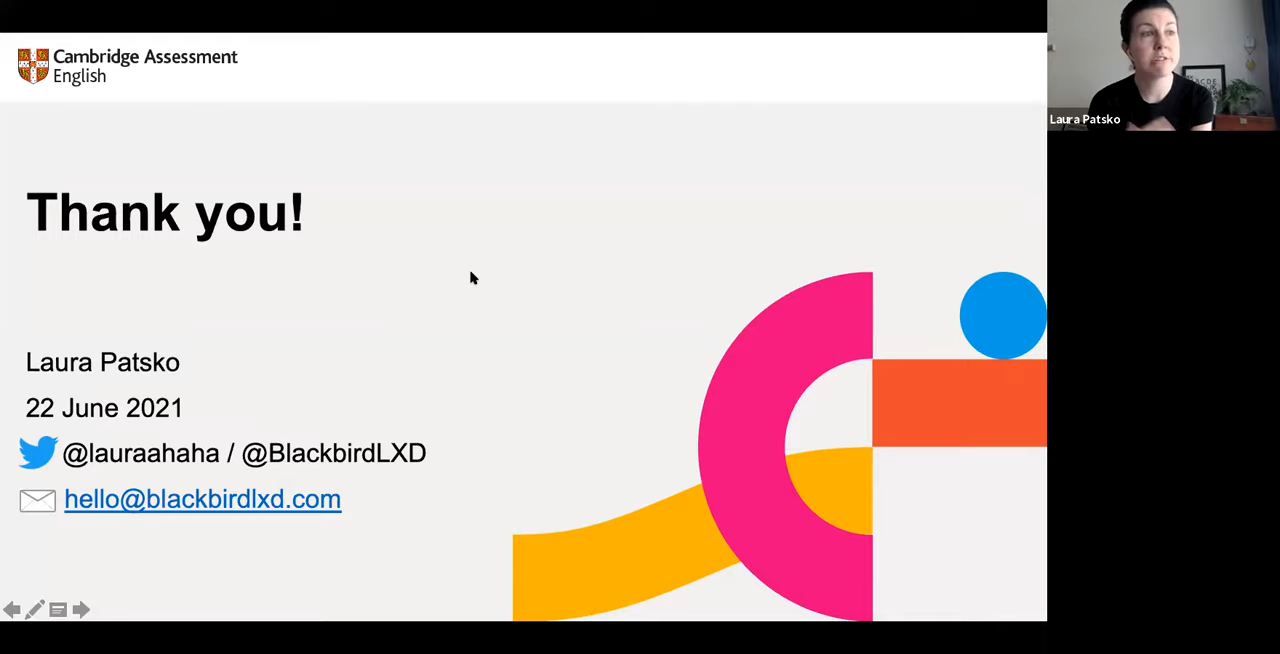 Cambridge Assessment
English
Thank you!
Laura Patsko
22 June 2021
@lauraahaha / @BlackbirdLXD
hello@blackbirdlxd.com
Laura Patsko